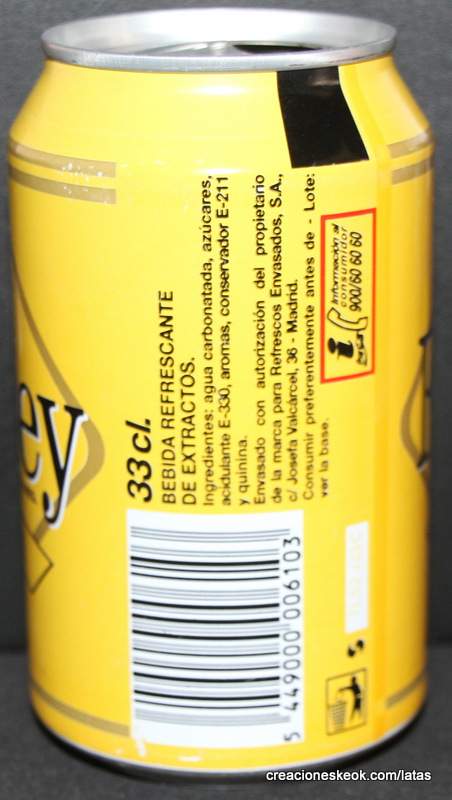 ey
33 cl.
BEBIDA REFRESCANTE
DE EXTRACTOS.
Ingredientes: agua carbonatada, azúcares,
acidulante E-330, aromas, conservador E-211
y quinina.
Envasado con autorización del propietario
de la marca para Refrescos Envasados, S.A.,
c/ Josefa Valcárcel, 36 - Madrid.
Consumir preferentemente antes de - Lote:
ver la base.
i
Información al
consumidor
900/60 60 60
5 449000 006103
S
creacioneskeok.com/latas